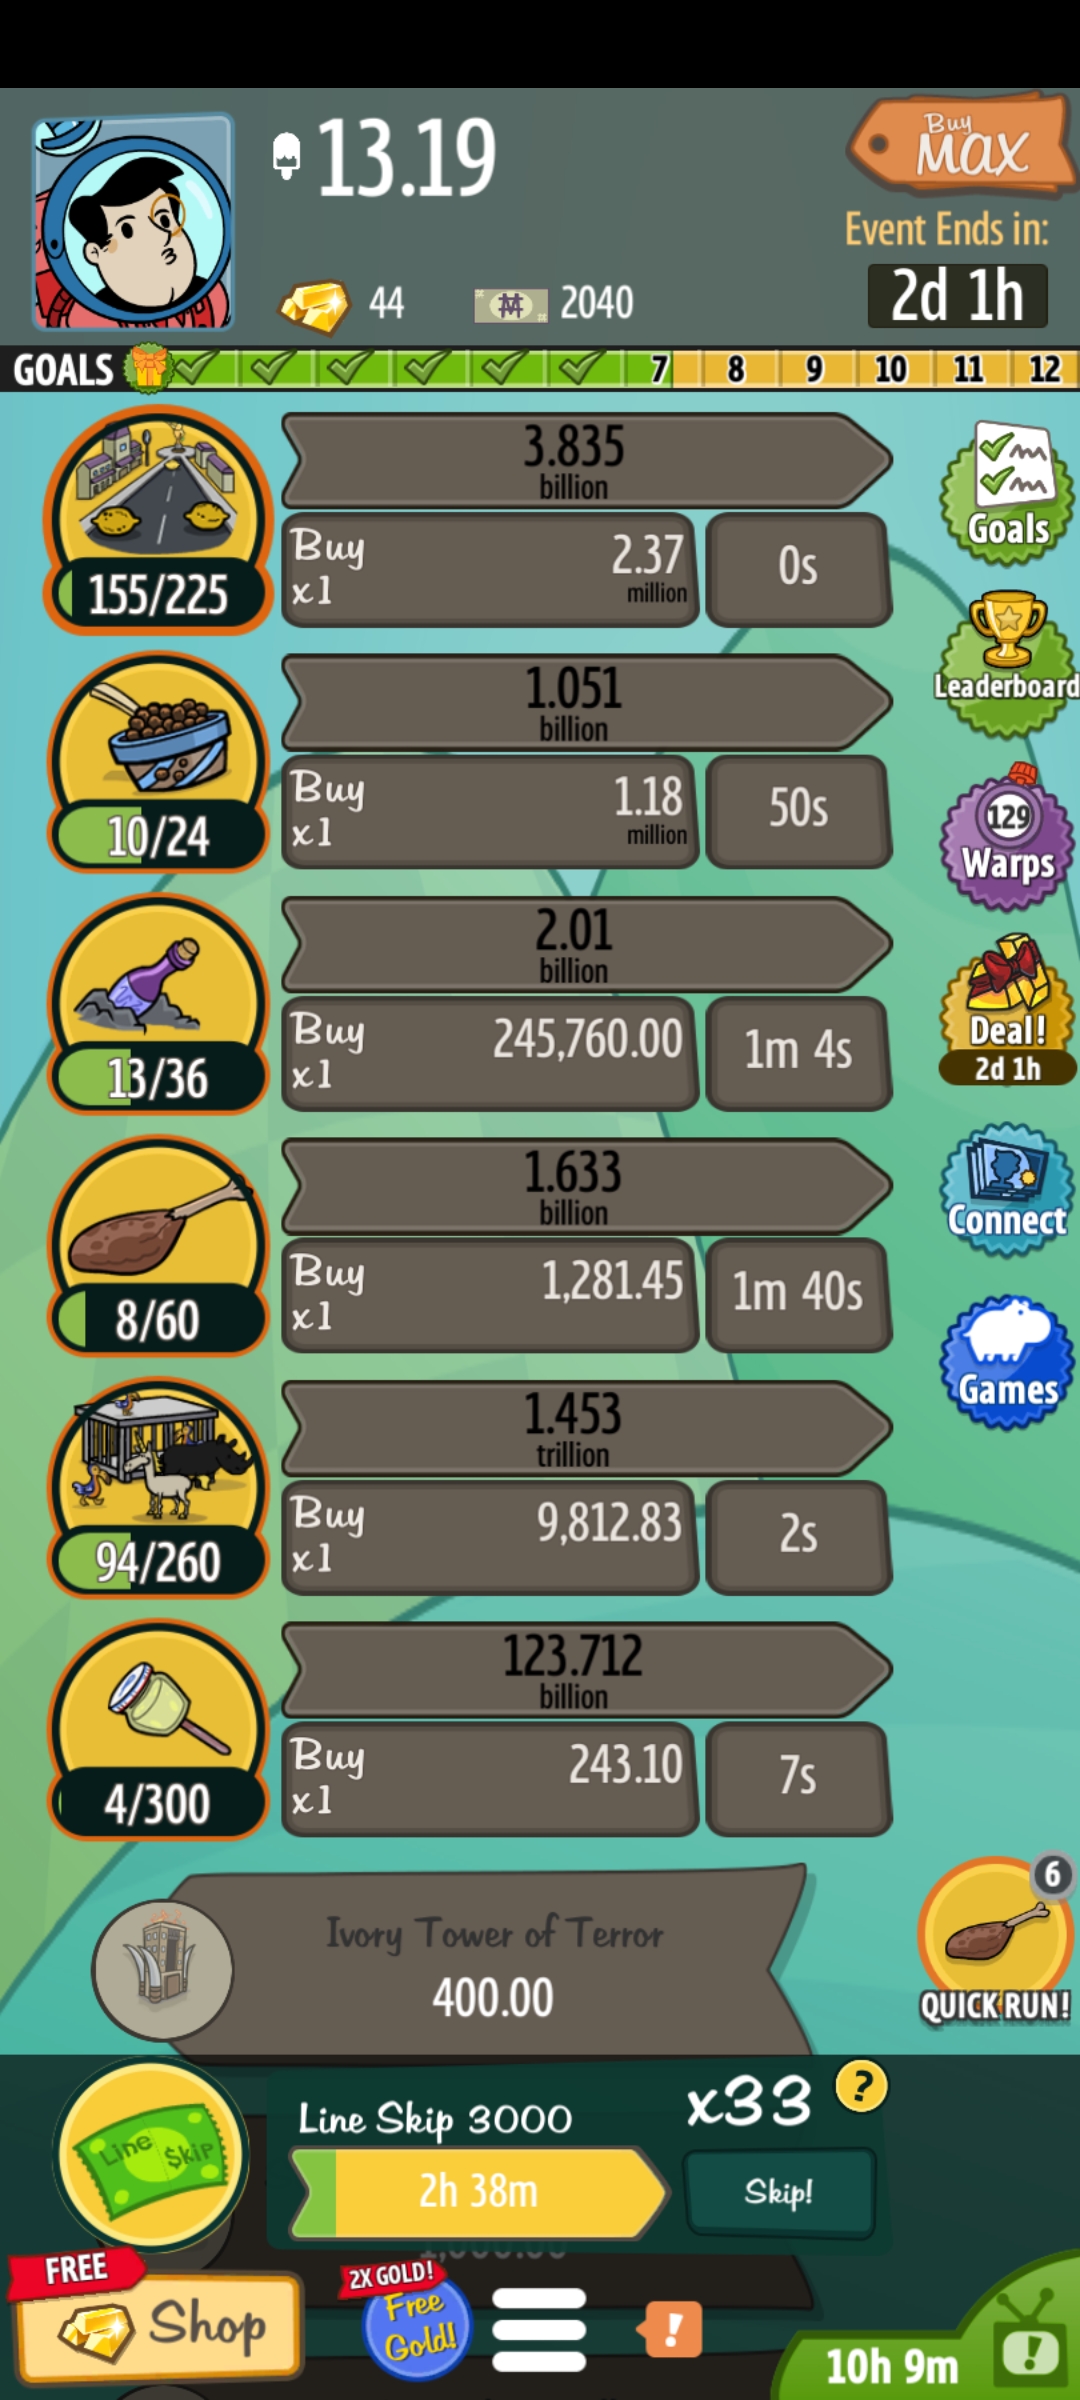 13.19
Buy
MAX
Event Ends in:
2d 1h
44
2040
GOALS
7
8
9
10
11
12
3.835
billion
Buy
x1
2.37
million
0s
155/225
Goals
Leaderboard
1.051
billion
Buy
x1
1.18
million
50s
10/24
129
Warps
2.01
billion
Buy
x1
245,760.00
1m 4s
13/36
Deal!
2d 1h
1.633
billion
Buy
x1
1,281.45
1m 40s
8/60
Connect
Games
1.453
trillion
Buy
x1
9,812.83
2s
94/260
123.712
billion
Buy
x1
243.10
7s
4/300
Ivory Tower of Terror
400.00
6
QUICK RUN!
Line Skip
Line Skip 3000
x33
?
2h 38m
Skip!
FREE
Shop
2X GOLD!
Free
Gold!
!
10h 9m
!